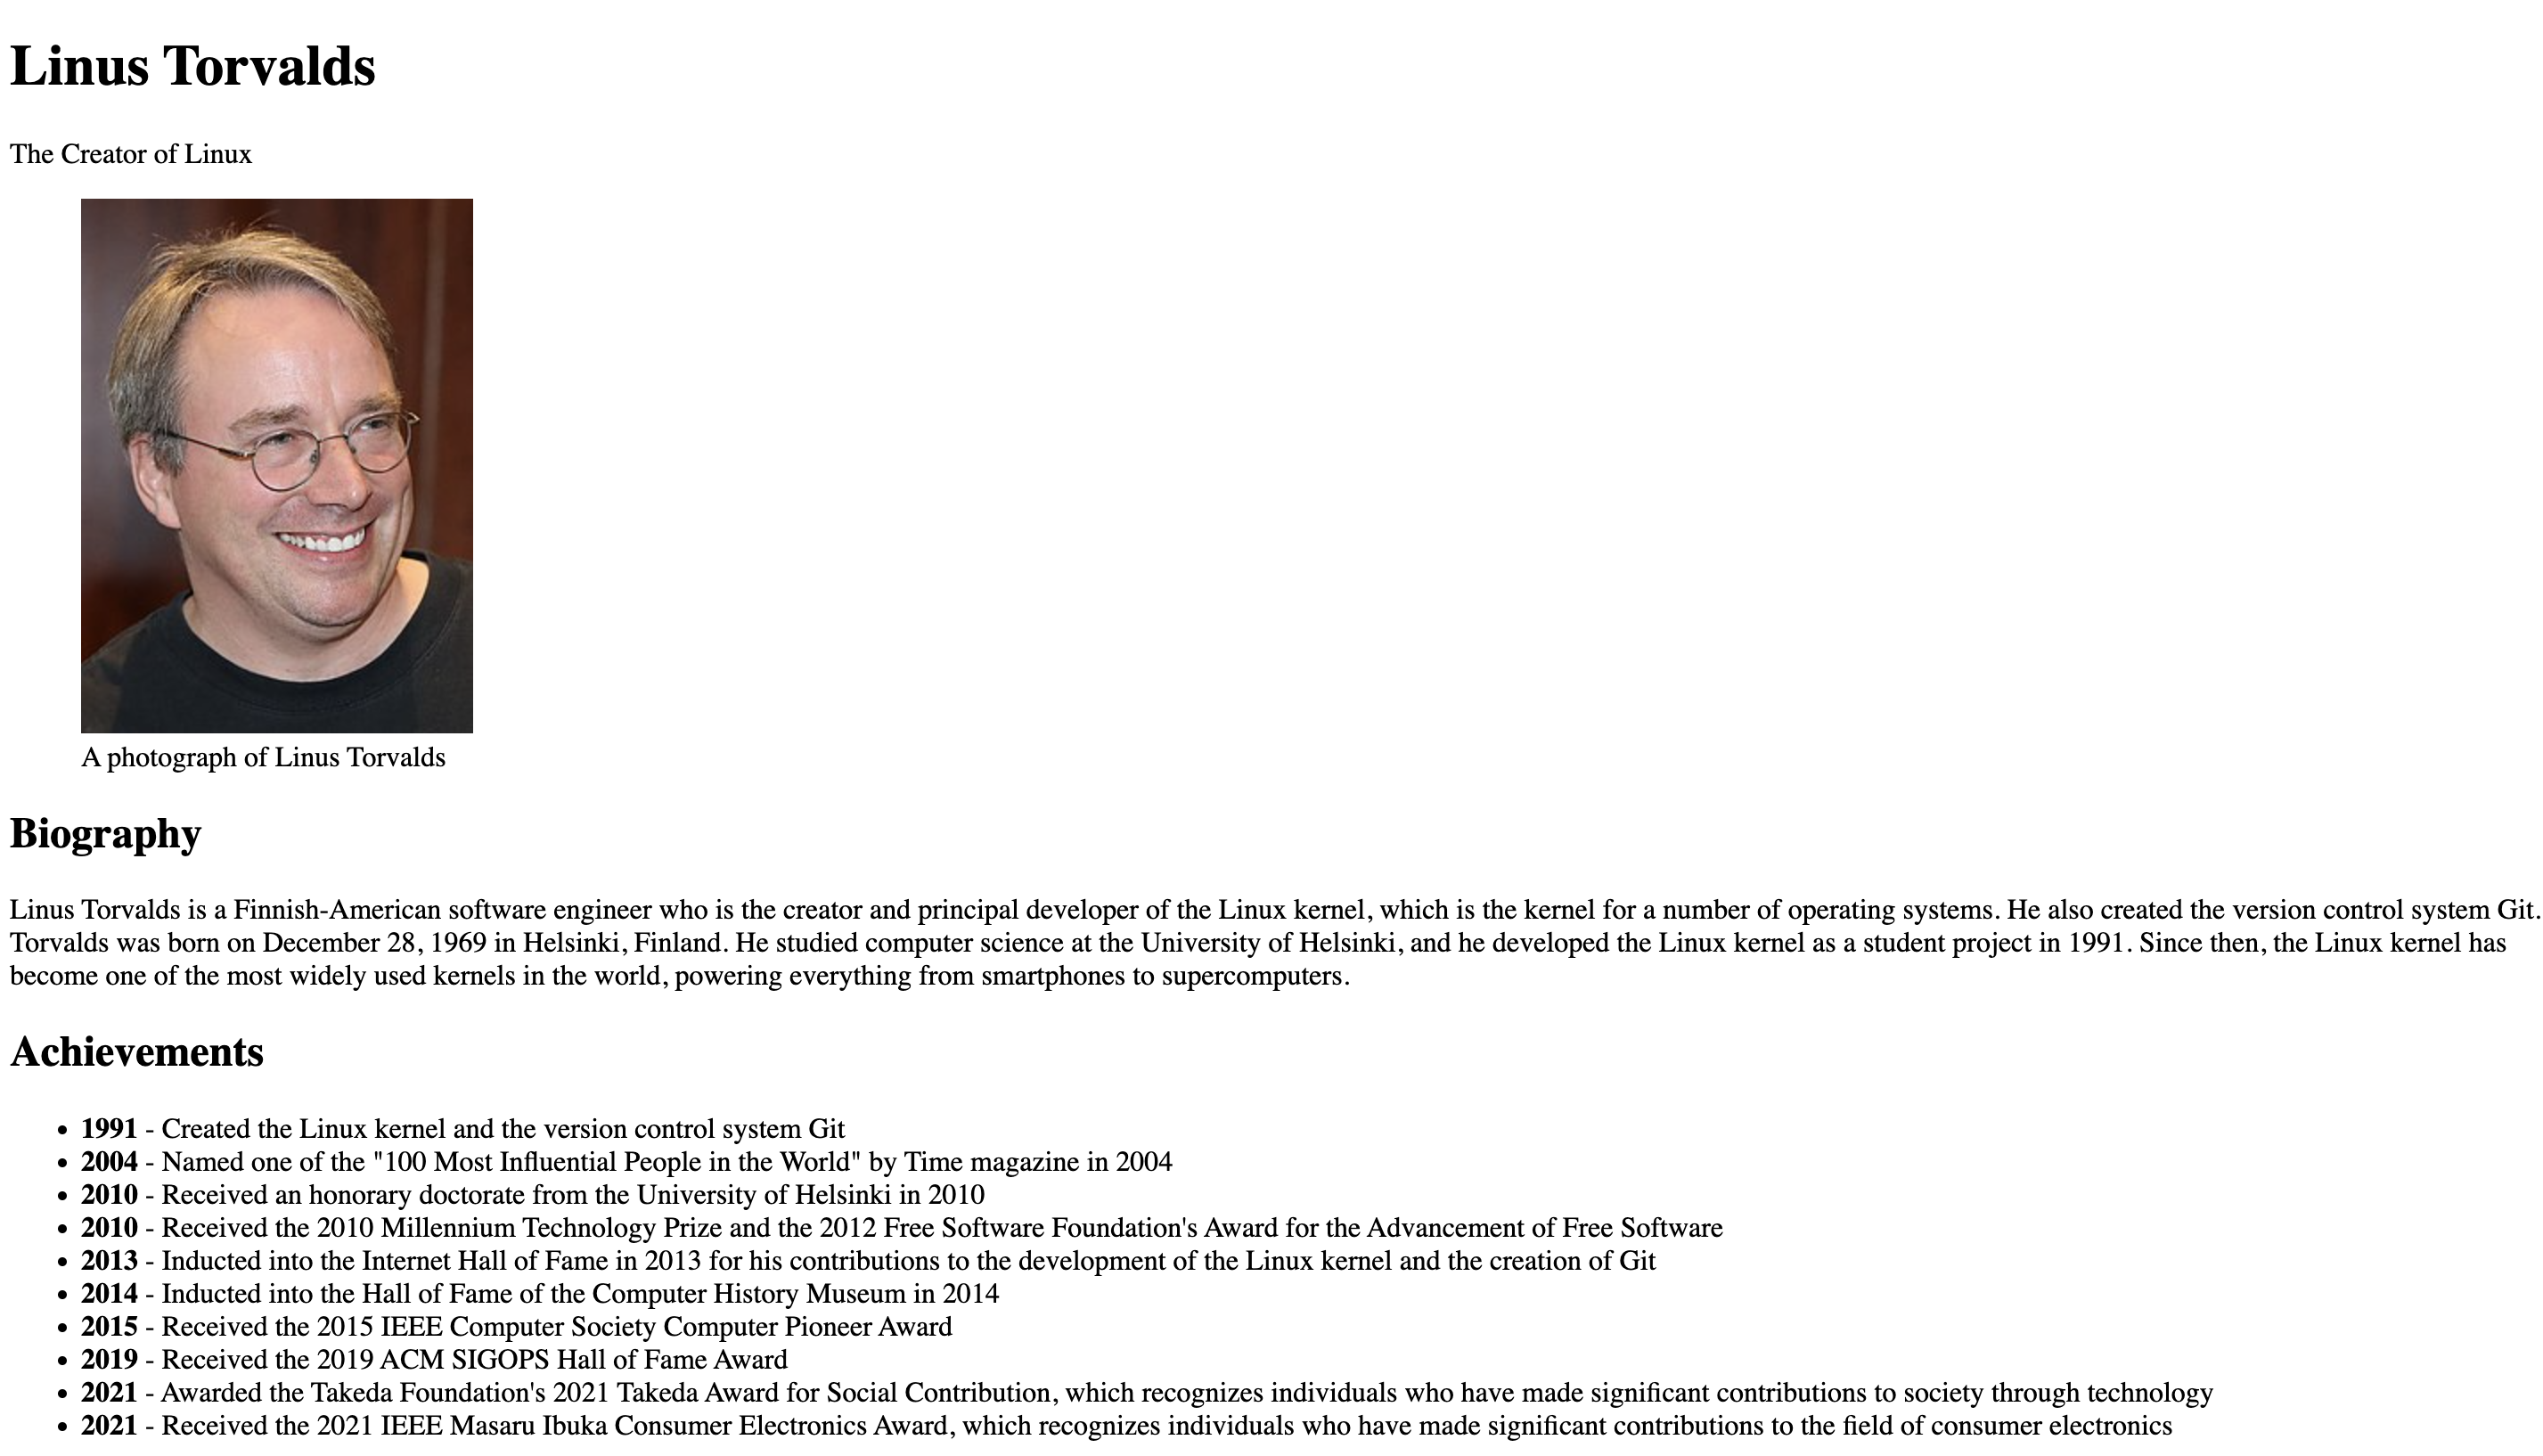 Linus Torvalds
The Creator of Linux
A photograph of Linus Torvalds
Biography
Linus Torvalds is a Finnish-American software engineer who is the creator and principal developer of the Linux kernel, which is the kernel for a number of operating systems. He also created the version control system Git.
Torvalds was born on December 28, 1969 in Helsinki, Finland. He studied computer science at the University of Helsinki, and he developed the Linux kernel as a student project in 1991. Since then, the Linux kernel has
become one of the most widely used kernels in the world, powering everything from smartphones to supercomputers.
Achievements
• 1991 - Created the Linux kernel and the version control system Git
• 2004 - Named one of the "100 Most Influential People in the World" by Time magazine in 2004
• 2010 - Received an honorary doctorate from the University of Helsinki in 2010
• 2010 - Received the 2010 Millennium Technology Prize and the 2012 Free Software Foundation's Award for the Advancement of Free Software
• 2013 - Inducted into the Internet Hall of Fame in 2013 for his contributions to the development of the Linux kernel and the creation of Git
• 2014 - Inducted into the Hall of Fame of the Computer History Museum in 2014
• 2015 - Received the 2015 IEEE Computer Society Computer Pioneer Award
• 2019 - Received the 2019 ACM SIGOPS Hall of Fame Award
• 2021 - Awarded the Takeda Foundation's 2021 Takeda Award for Social Contribution, which recognizes individuals who have made significant contributions to society through technology
• 2021 - Received the 2021 IEEE Masaru Ibuka Consumer Electronics Award, which recognizes individuals who have made significant contributions to the field of consumer electronics